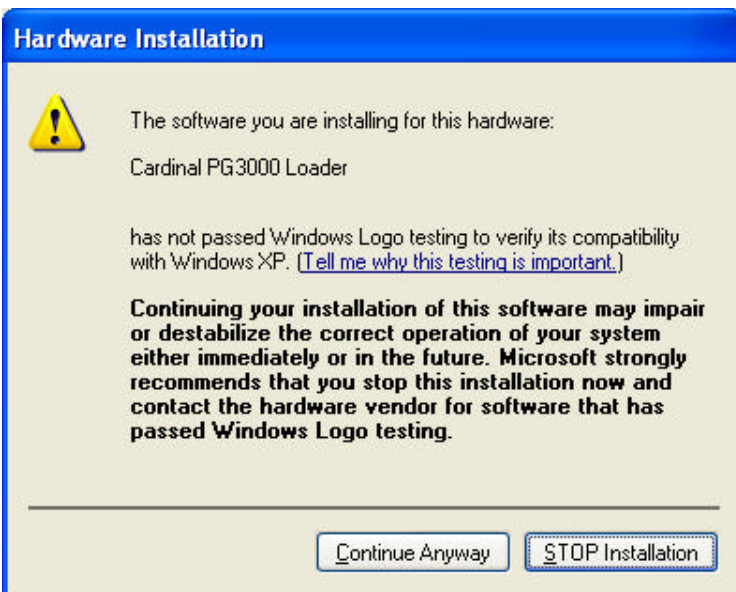 Hardware Installation
The software you are installing for this hardware:
Cardinal PG3000 Loader
has not passed Windows Logo testing to verify its compatibility
with Windows XP. (Tell me why this testing is important.)
Continuing your installation of this software may impair
or destabilize the correct operation of your system
either immediately or in the future. Microsoft strongly
recommends that you stop this installation now and
contact the hardware vendor for software that has
passed Windows Logo testing.
Continue Anyway
STOP Installation